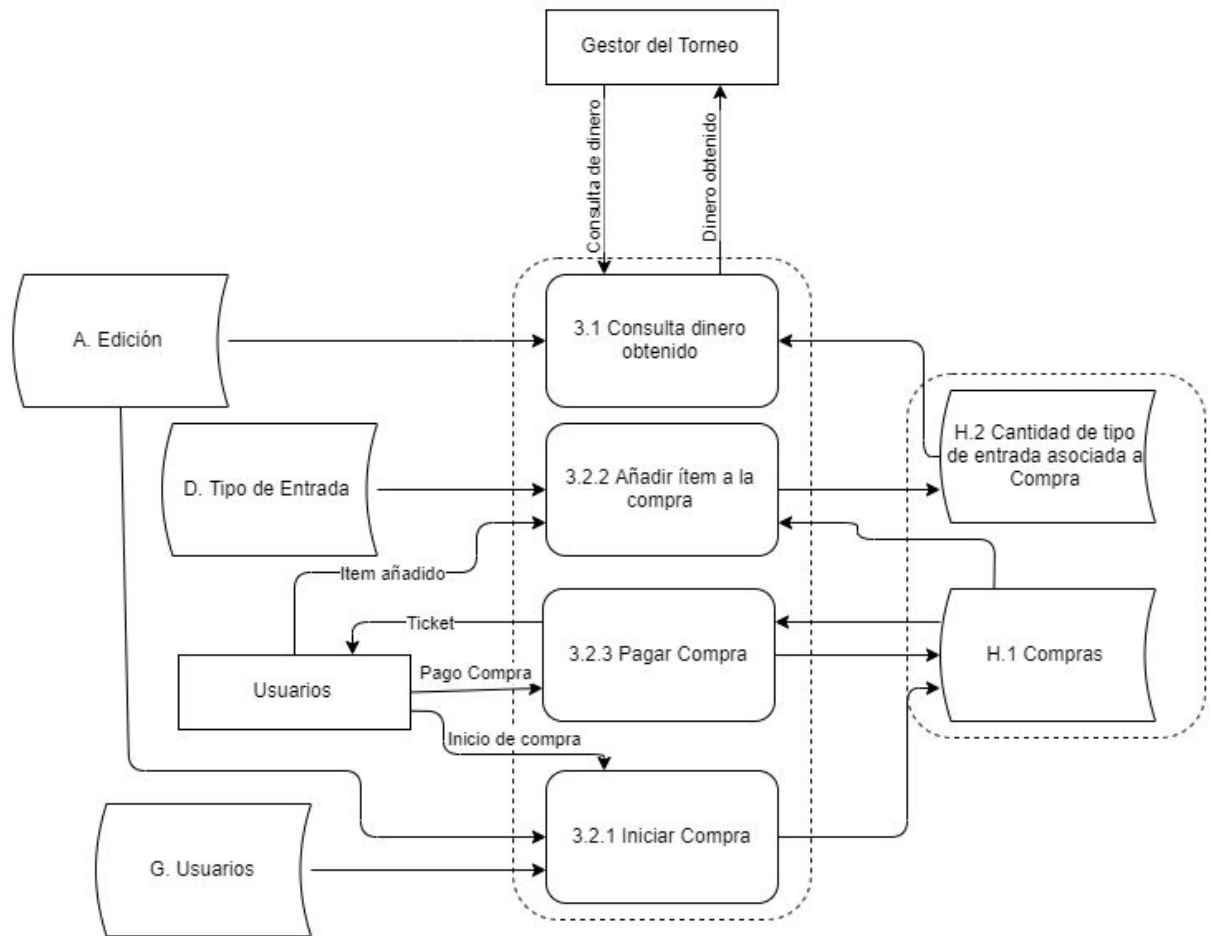 Gestor del Torneo
Consulta de dinero
Dinero obtenido
A. Edición
3.1 Consulta dinero
obtenido
D. Tipo de Entrada
3.2.2 Añadir ítem a la
compra
H.2 Cantidad de tipo
de entrada asociada a
Compra
Item añadido
Ticket
Usuarios
Pago Compra
3.2.3 Pagar Compra
H.1 Compras
Inicio de compra
3.2.1 Iniciar Compra
G. Usuarios